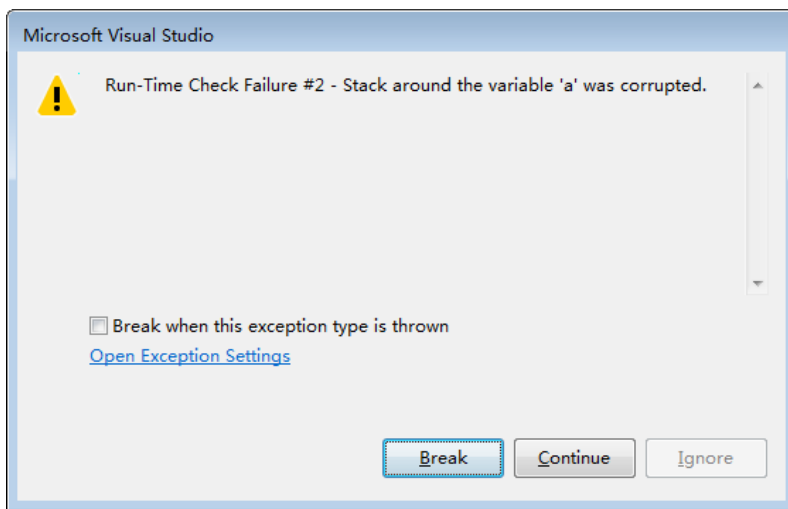 Microsoft Visual Studio
Run-Time Check Failure #2 - Stack around the variable 'a' was corrupted.
Break when this exception type is thrown
Open Exception Settings
Break Continue Ignore